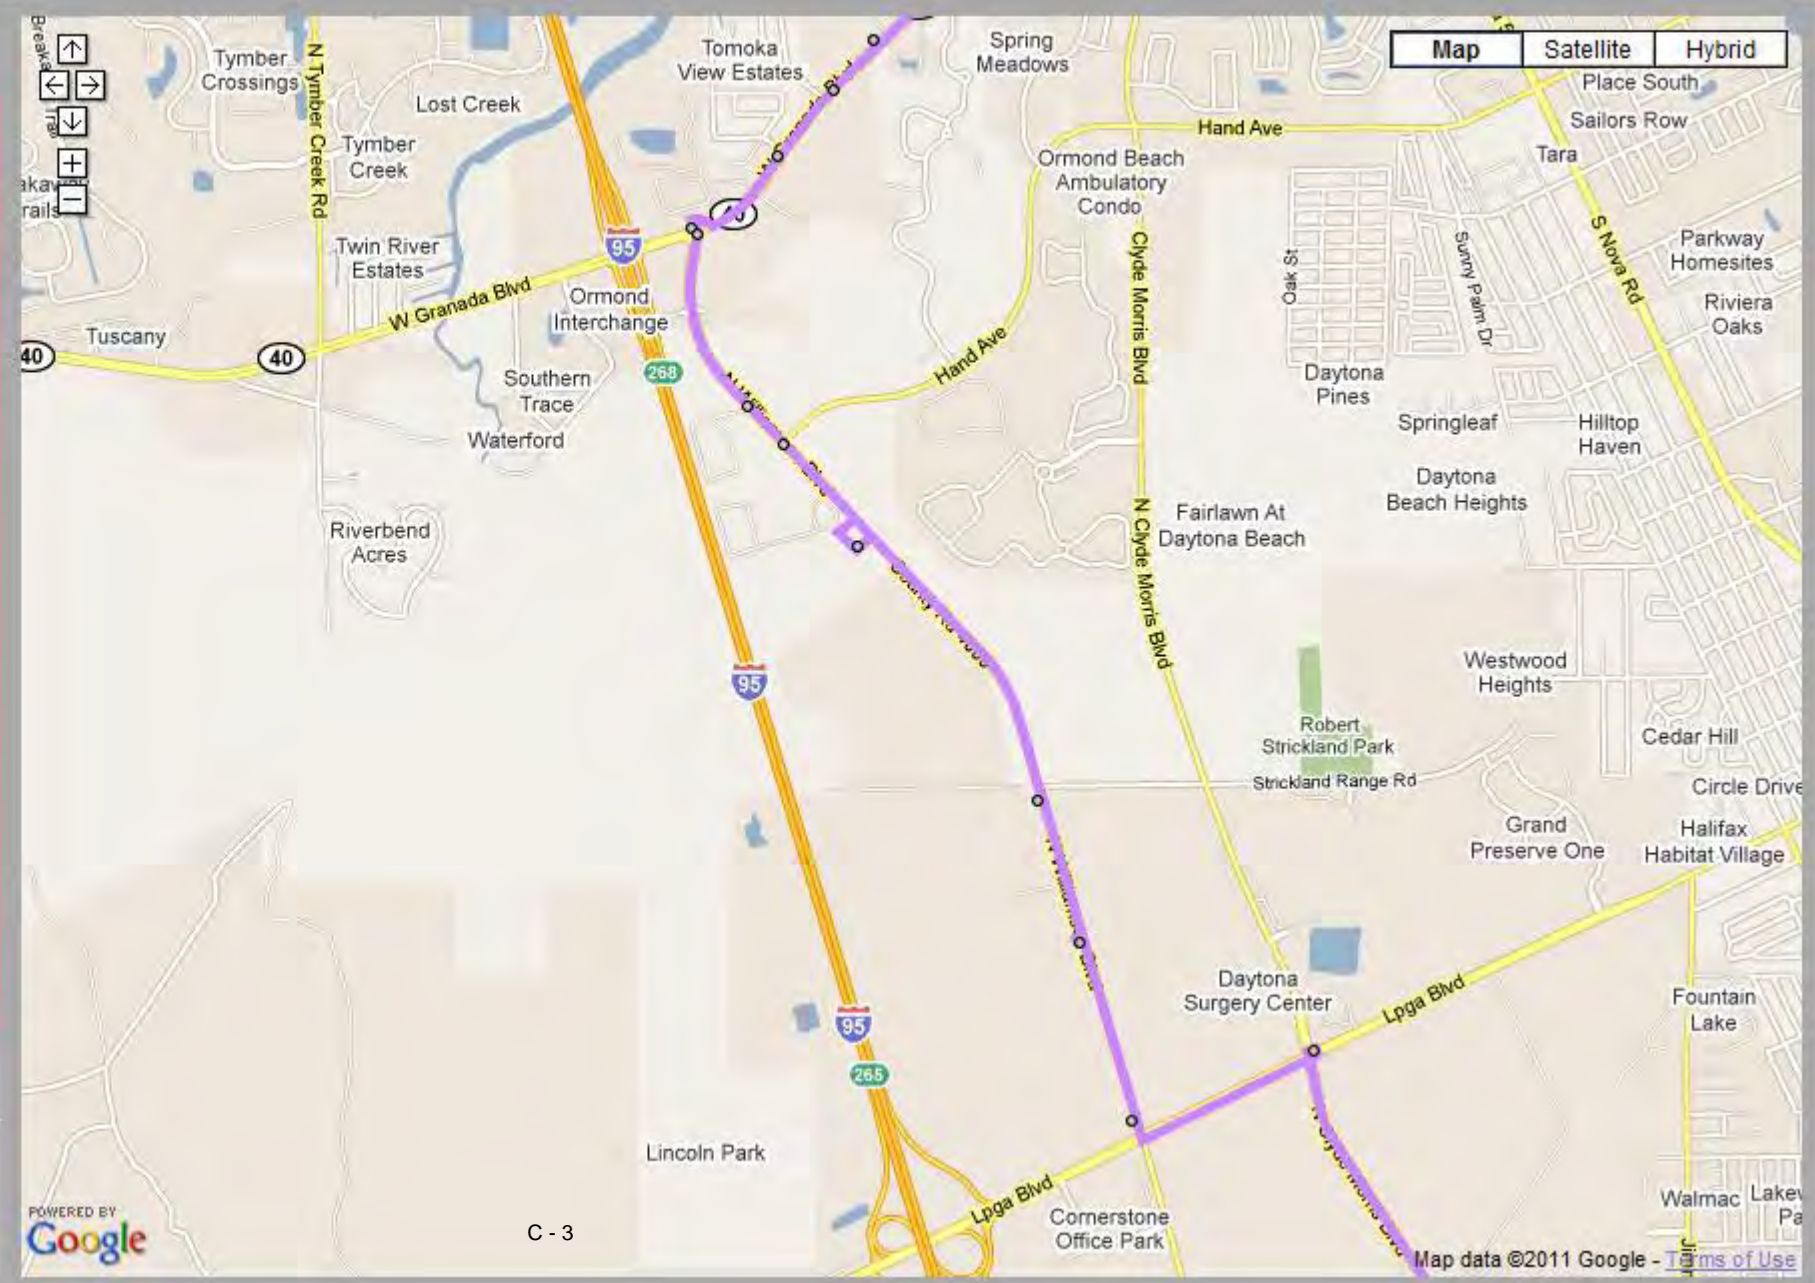 Map
Satellite
Hybrid
Tymber
Crossings
N Tymber Creek Rd
Lost Creek
Tymber
Creek
Tomoka
View Estates
Spring
Meadows
Place South
Sailors Row
Tara
Hand Ave
Ormond Beach
Ambulatory
Condo
Twin River
Estates
95
40
W Granada Blvd
Ormond
Interchange
Tuscany
40
40
268
Southern
Trace
Waterford
Hand Ave
Clyde Morris Blvd
Oak St
Sunny Palm Dr
S Nova Rd
Parkway
Homesites
Riviera
Oaks
Daytona
Pines
Springleaf
Hilltop
Haven
Daytona
Beach Heights
Riverbend
Acres
Fairlawn At
Daytona Beach
N Clyde Morris Blvd
95
Westwood
Heights
Robert
Strickland Park
Strickland Range Rd
Cedar Hill
Circle Drive
Grand
Preserve One
Halifax
Habitat Village
Daytona
Surgery Center
Lpga Blvd
Fountain
Lake
95
265
Lincoln Park
Lpga Blvd
Cornerstone
Office Park
N Clyde Morris Blvd
Walmac
POWERED BY
Google
C - 3
Map data ©2011 Google - Terms of Use